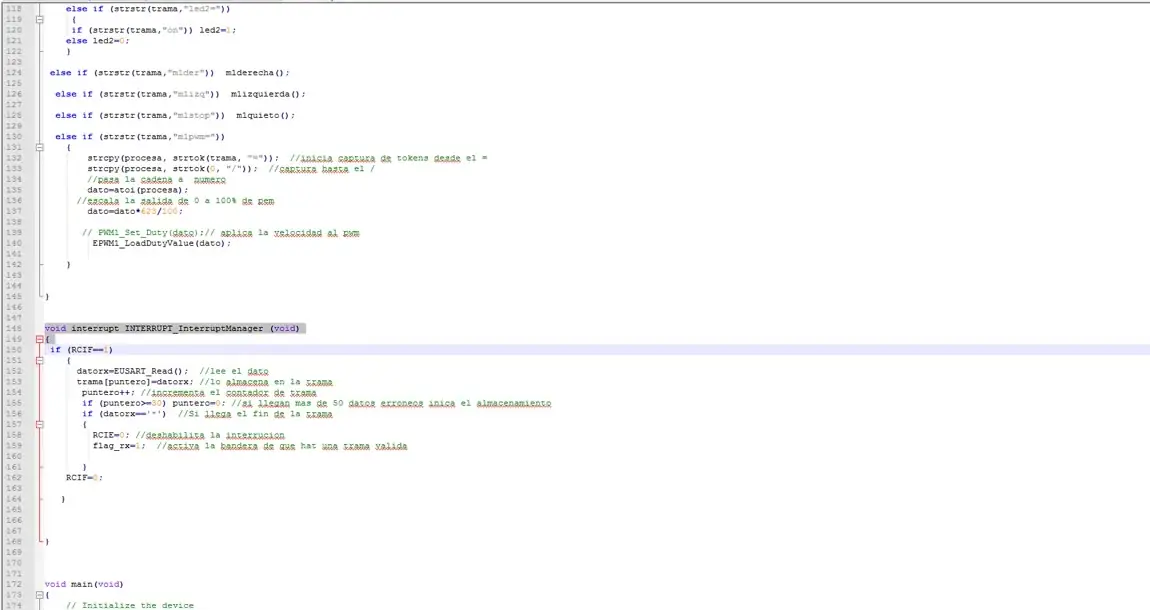 118 else if (strstr(trama,"led2="))
119 {
120 if (strstr(trama,"on")) led2=1;
121 else led2=0;
122 }
123
124 else if (strstr(trama,"m1der")) m1derecha();
125
126 else if (strstr(trama,"m1izq")) m1izquierda();
127
128 else if (strstr(trama,"m1stop")) m1quieto();
129
130 else if (strstr(trama,"m1pwm="))
131 {
132 strcpy(procesa, strtok(trama, "=")); //inicia captura de tokens desde el =
133 strcpy(procesa, strtok(0, "/")); //captura hasta el /
134 //pasa la cadena a numero
135 dato=atoi(procesa);
136 //escala la salida de 0 a 100% de pem
137 dato=dato*623/100;
138
139 // PWM1_Set_Duty(dato);// aplica la velocidad al pwm
140 EPWM1_LoadDutyValue(dato);
141
142 }
143
144
145 }
146
147
148 void interrupt INTERRUPT_InterruptManager (void)
149 {
150 if (RCIF==1)
151 {
152 datorx=EUSART_Read(); //lee el dato
153 trama[puntero]=datorx; //lo almacena en la trama
154 puntero++; //incrementa el contador de trama
155 if (puntero>=50) puntero=0; //si llegan mas de 50 datos erroneos inica el almacenamiento
156 if (datorx== //Si llega el fin de la trama
157 {
158 RCIE=0; //deshabilita la interrucion
159 flag_rx=1; //activa la bandera de que hat una trama valida
160
161 }
162 RCIF=0;
163
164 }
165
166
167
168 }
169
170
171
172 void main(void)
173 {
174 // Initialize the device